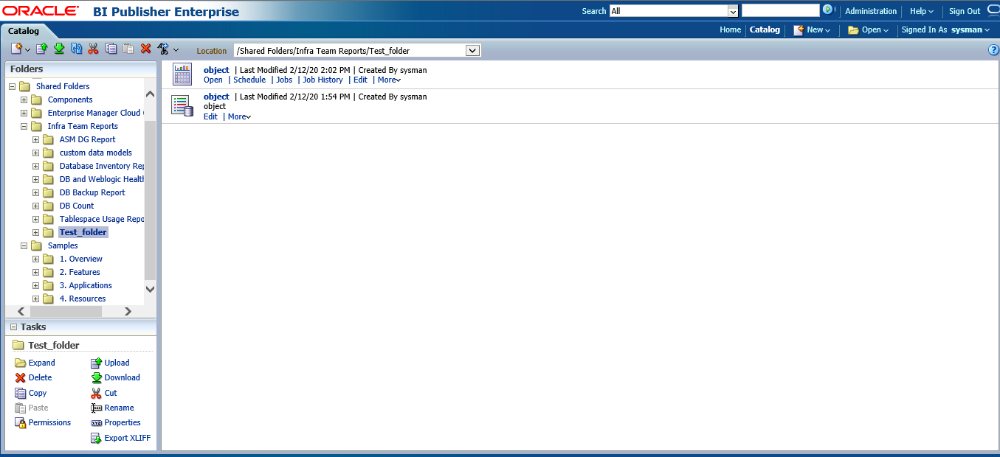 ORACLE BI Publisher Enterprise
Search All Administration Help Sign Out
Catalog
Home Catalog New Open Signed In As sysman
Location /Shared Folders/Infra Team Reports/Test_folder
Folders
Shared Folders
Components
Enterprise Manager Cloud
Infra Team Reports
ASM DG Report
custom data models
Database Inventory Rep
DB and Weblogic Health
DB Backup Report
DB Count
Tablespace Usage Repo
Test_folder
Samples
1. Overview
2. Features
3. Applications
4. Resources
Tasks
Test_folder
Expand Upload
Delete Download
Copy Cut
Paste Rename
Permissions Properties
Export XLIFF
object | Last Modified 2/12/20 2:02 PM | Created By sysman
Open | Schedule | Jobs | Job History | Edit | More
object | Last Modified 2/12/20 1:54 PM | Created By sysman
object
Edit | More